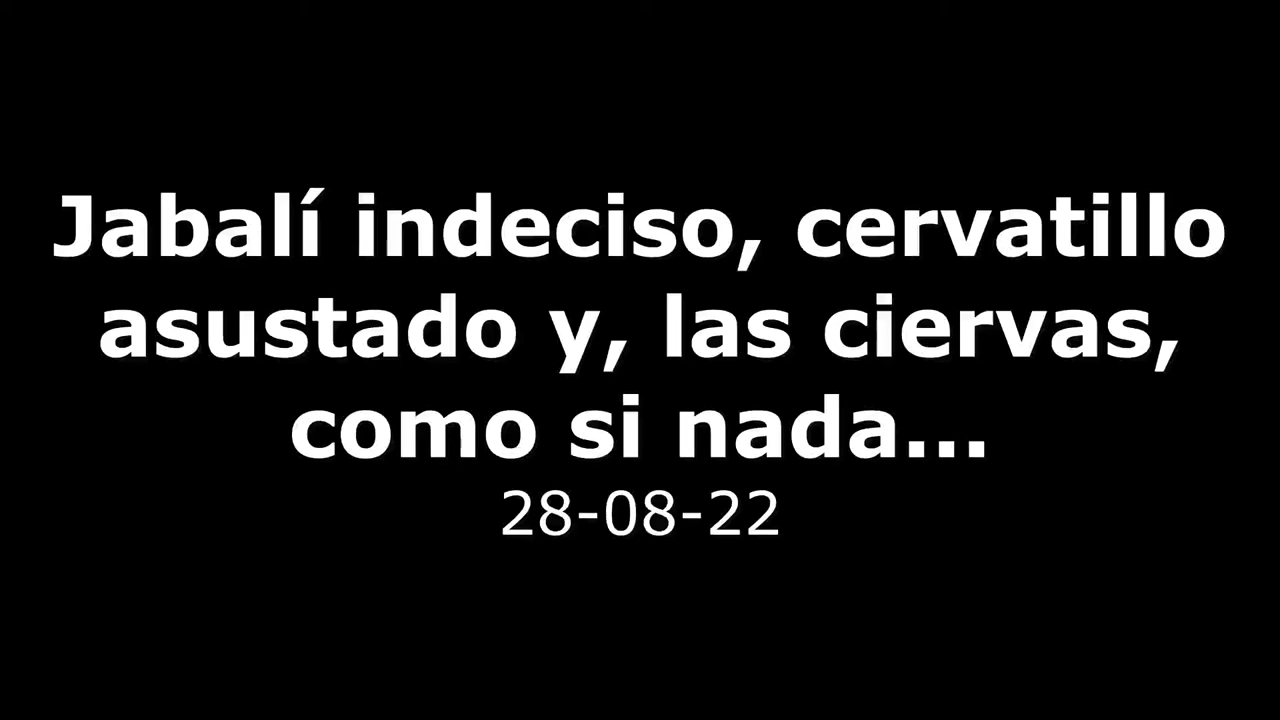 Jabalí indeciso, cervatillo
asustado y, las ciervas,
como si nada...
28-08-22